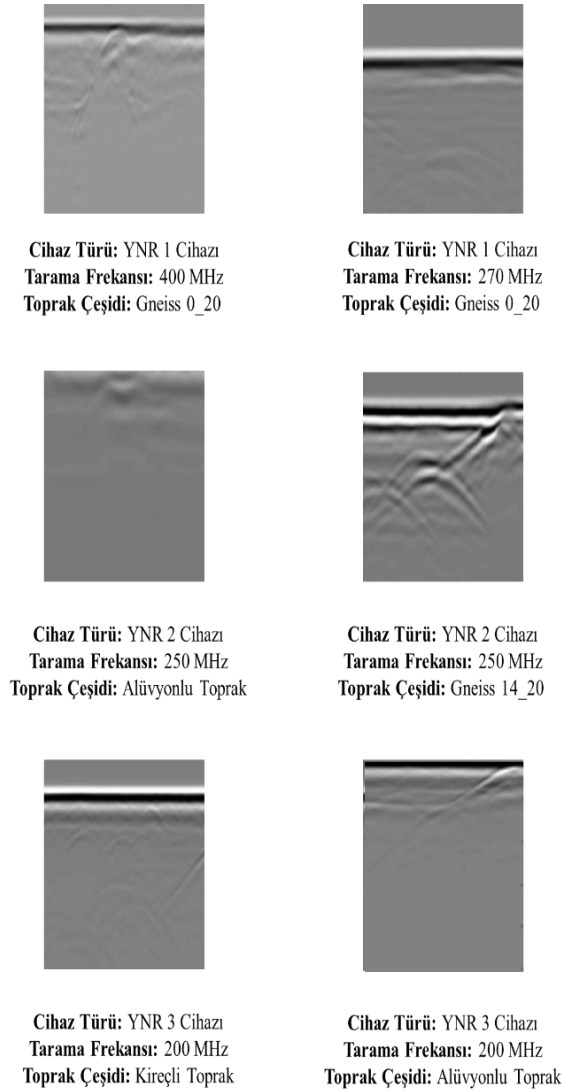 Cihaz Türü: YNR 1 Cihazı
Tarama Frekansı: 400 MHz
Toprak Çeşidi: Gneiss 0_20
Cihaz Türü: YNR 1 Cihazı
Tarama Frekansı: 270 MHz
Toprak Çeşidi: Gneiss 0_20
Cihaz Türü: YNR 2 Cihazı
Tarama Frekansı: 250 MHz
Toprak Çeşidi: Alüvyonlu Toprak
Cihaz Türü: YNR 2 Cihazı
Tarama Frekansı: 250 MHz
Toprak Çeşidi: Gneiss 14_20
Cihaz Türü: YNR 3 Cihazı
Tarama Frekansı: 200 MHz
Toprak Çeşidi: Kireçli Toprak
Cihaz Türü: YNR 3 Cihazı
Tarama Frekansı: 200 MHz
Toprak Çeşidi: Alüvyonlu Toprak